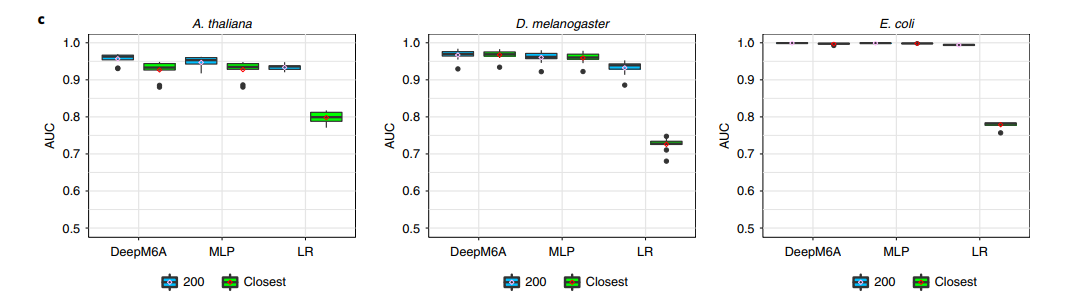 c
A. thaliana
D. melanogaster
E. coli
AUC
1.0
0.9
0.8
0.7
0.6
0.5
DeepM6A MLP LR
200 Closest
AUC
1.0
0.9
0.8
0.7
0.6
0.5
DeepM6A MLP LR
200 Closest
AUC
1.0
0.9
0.8
0.7
0.6
0.5
DeepM6A MLP LR
200 Closest